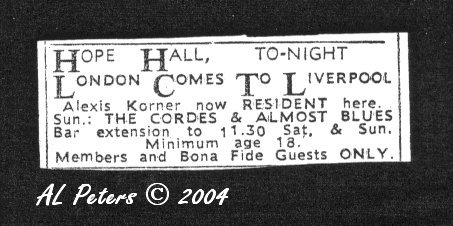 HOPE HALL, TO-NIGHT
LONDON COMES TO LIVERPOOL
Alexis Korner now RESIDENT here.
Sun.: THE CORDES & ALMOST BLUES
Bar extension to 11.30 Sat, & Sun.
Minimum age 18.
Members and Bona Fide Guests ONLY.
AL Peters © 2004